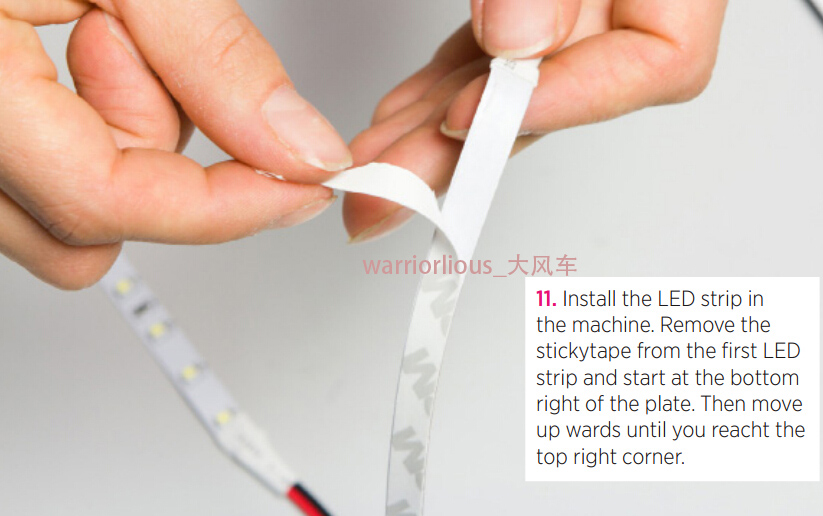 warriorlious_大风车
11. Install the LED strip in
the machine. Remove the
stickytape from the first LED
strip and start at the bottom
right of the plate. Then move
up wards until you reacht the
top right corner.